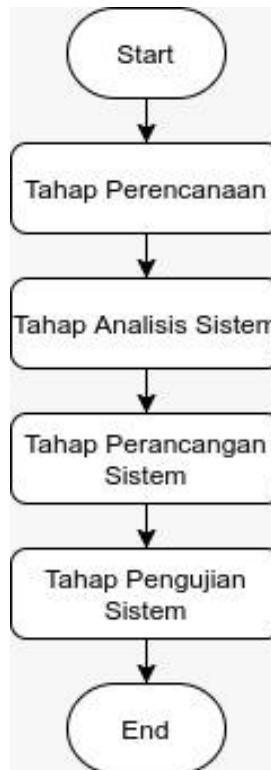 Start
Tahap Perencanaan
Tahap Analisis Sistem
Tahap Perancangan
Sistem
Tahap Pengujian
Sistem
End